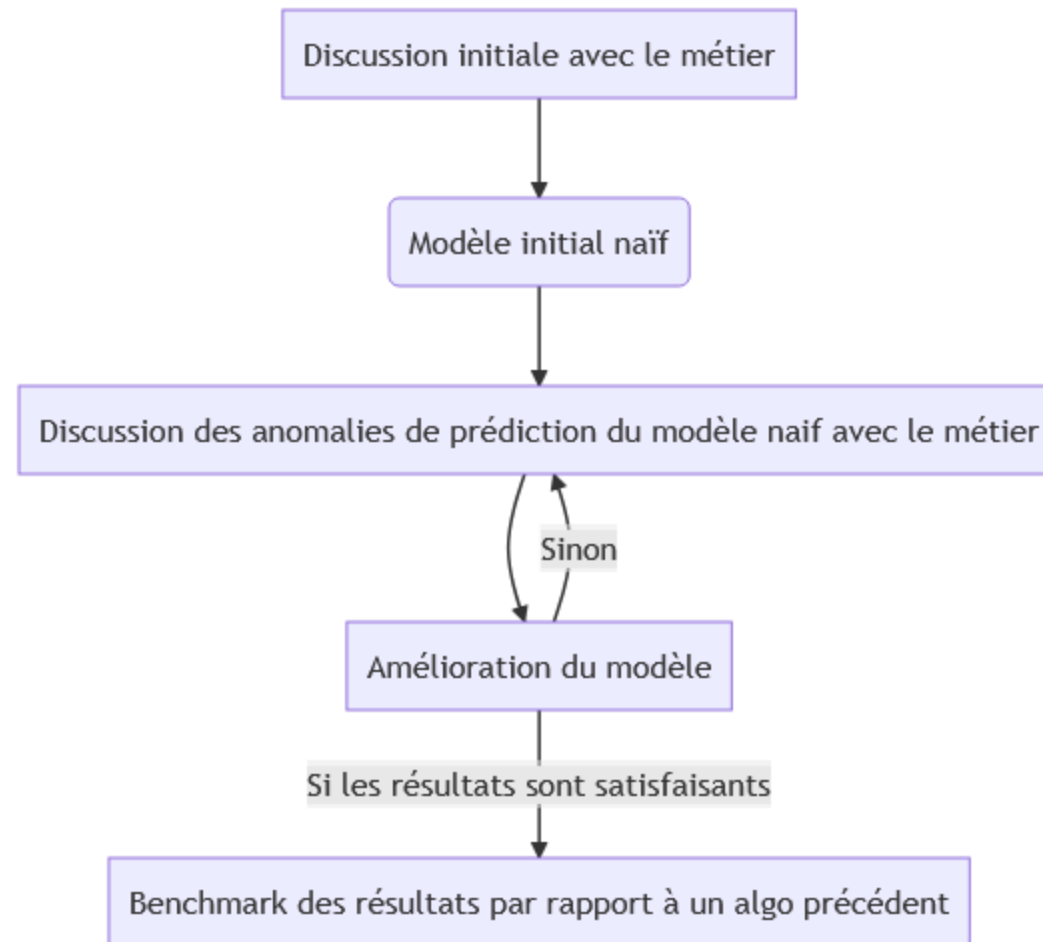 Discussion initiale avec le métier
Modèle initial naïf
Discussion des anomalies de prédiction du modèle naif avec le métier
Sinon
Amélioration du modèle
Si les résultats sont satisfaisants
Benchmark des résultats par rapport à un algo précédent